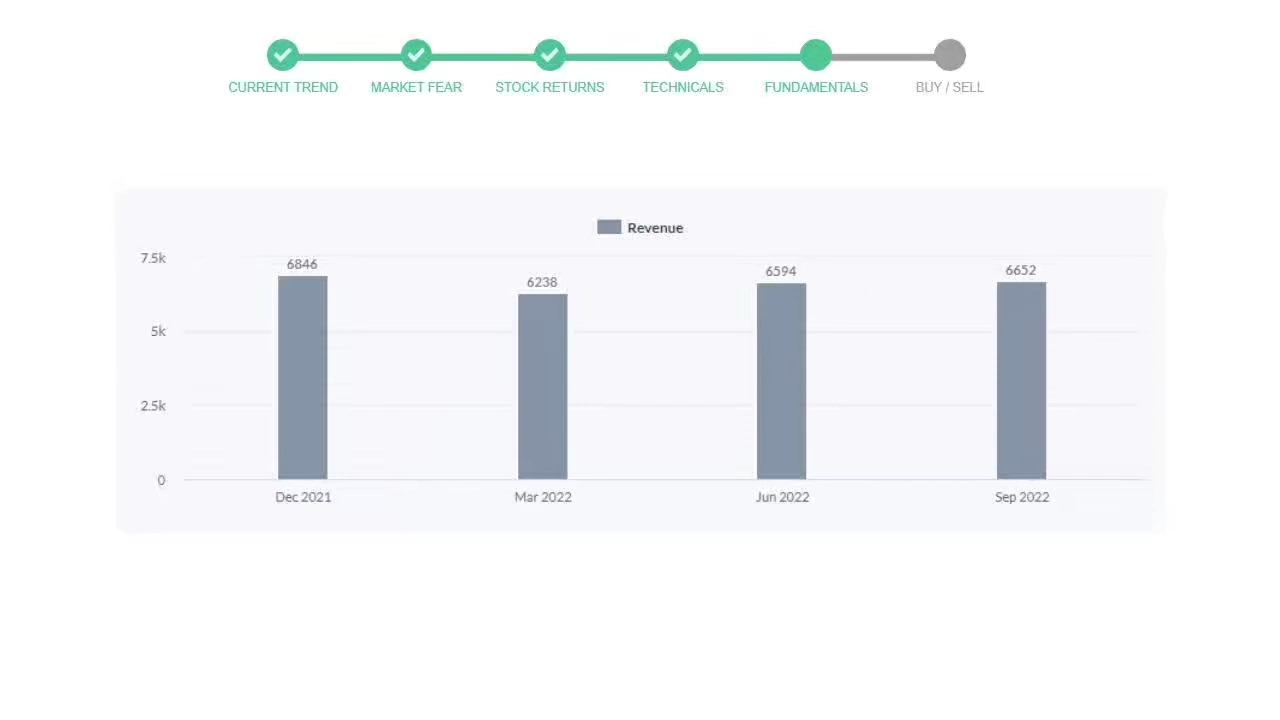 CURRENT TREND MARKET FEAR STOCK RETURNS TECHNICALS FUNDAMENTALS BUY / SELL
Revenue
7.5k
6846 6238 6594 6652
5k
2.5k
0
Dec 2021 Mar 2022 Jun 2022 Sep 2022